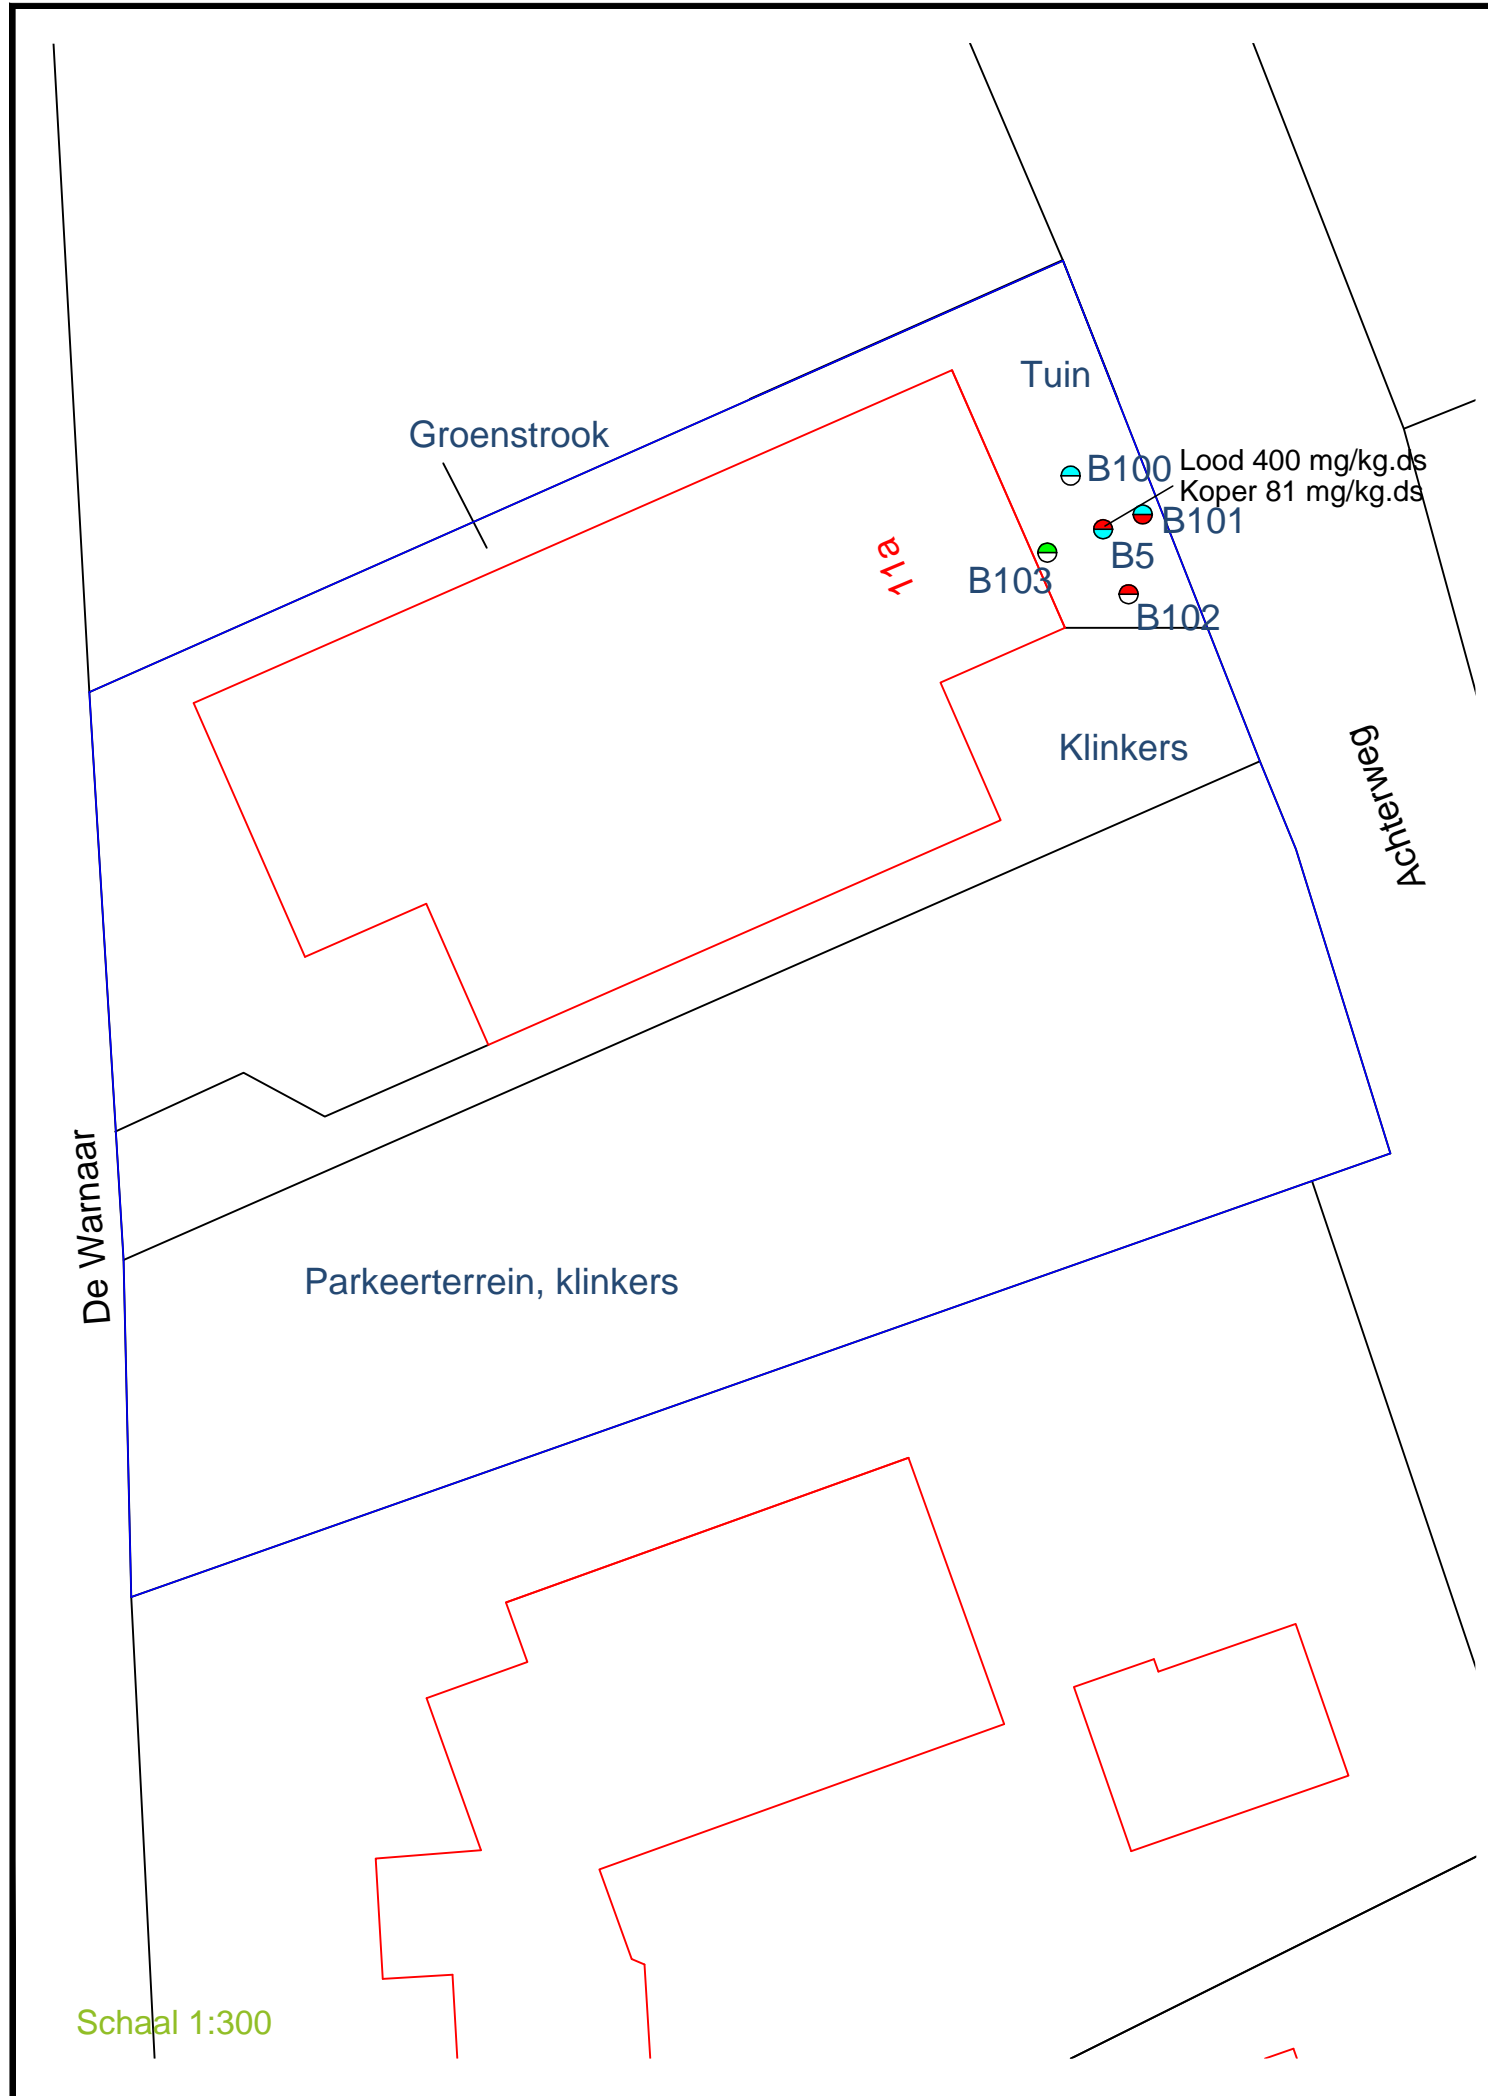 Tuin
Groenstrook
B100
Lood 400 mg/kg.ds
Koper 81 mg/kg.ds
B101
B5
11a
B103
B102
Klinkers
Achterweg
De Warnaar
Parkeerterrein, klinkers
Schaal 1:300